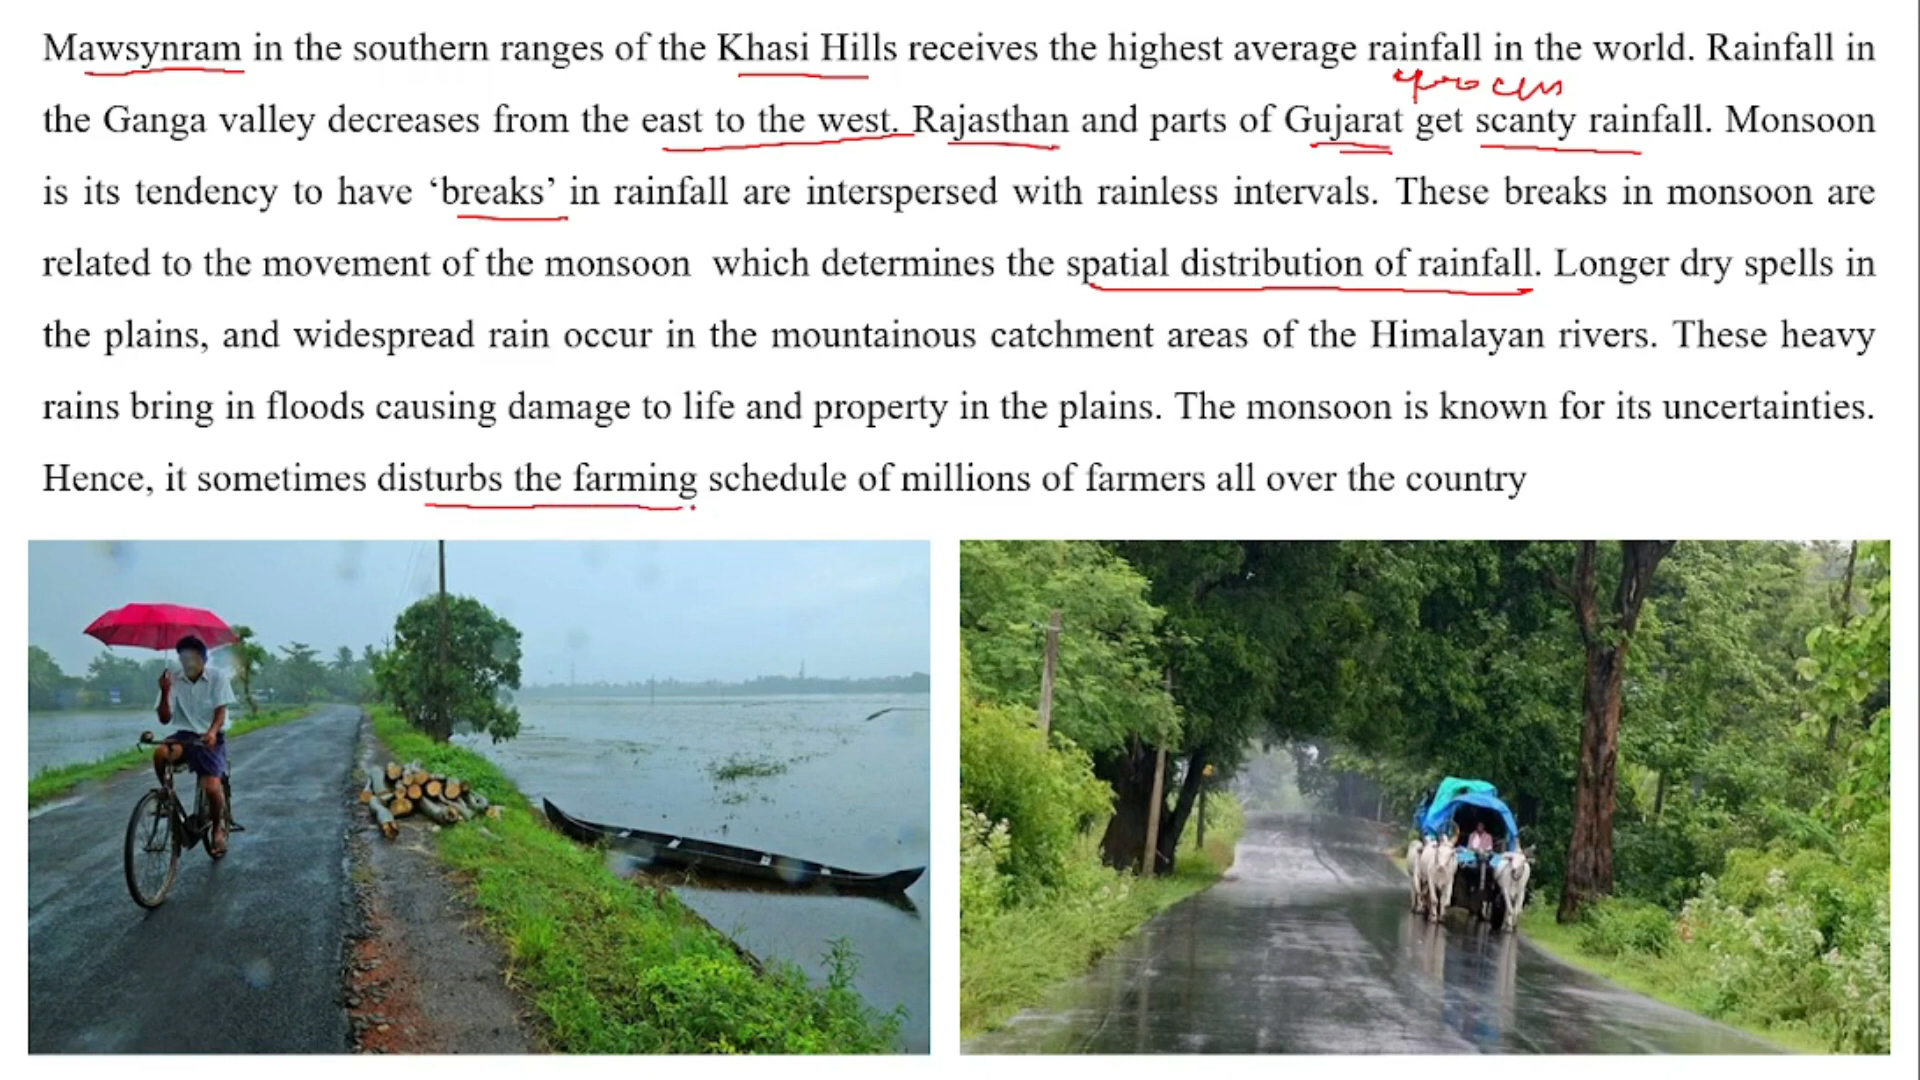 Mawsynram in the southern ranges of the Khasi Hills receives the highest average rainfall in the world. Rainfall in
the Ganga valley decreases from the east to the west. Rajasthan and parts of Gujarat get scanty rainfall. Monsoon
is its tendency to have ‘breaks’ in rainfall are interspersed with rainless intervals. These breaks in monsoon are
related to the movement of the monsoon  which determines the spatial distribution of rainfall. Longer dry spells in
the plains, and widespread rain occur in the mountainous catchment areas of the Himalayan rivers. These heavy
rains bring in floods causing damage to life and property in the plains. The monsoon is known for its uncertainties.
Hence, it sometimes disturbs the farming schedule of millions of farmers all over the country